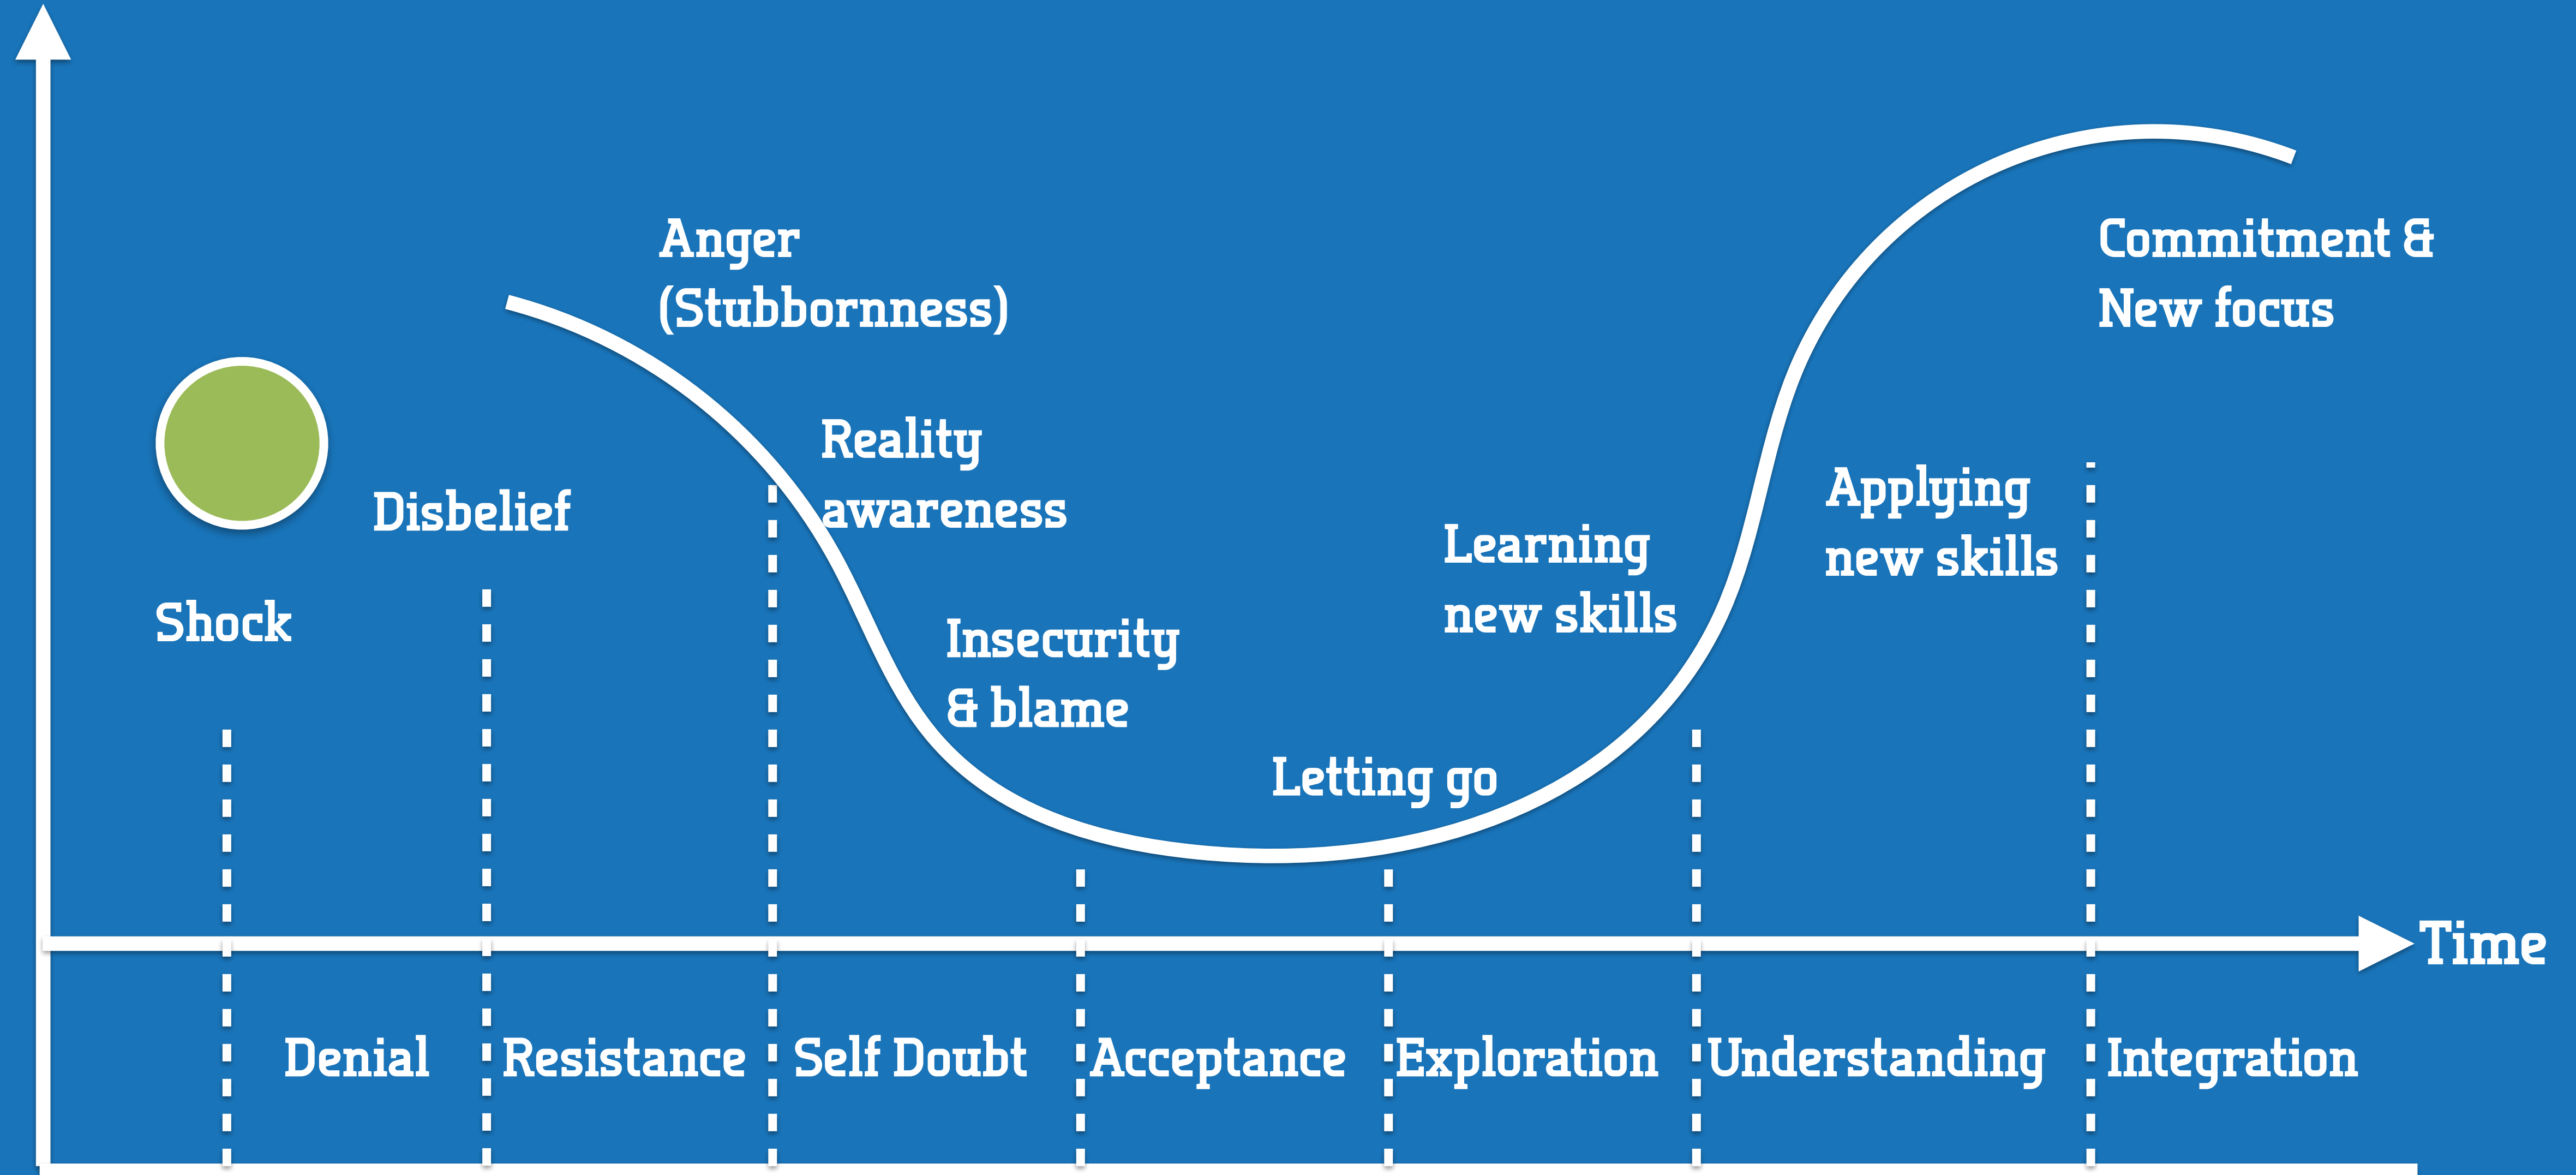 Anger
(Stubbornness)
Commitment &
New focus
Reality
awareness
Disbelief
Applying
new skills
Learning
new skills
Shock
Insecurity
& blame
Letting go
Time
Denial
Resistance
Self Doubt
Acceptance
Exploration
Understanding
Integration